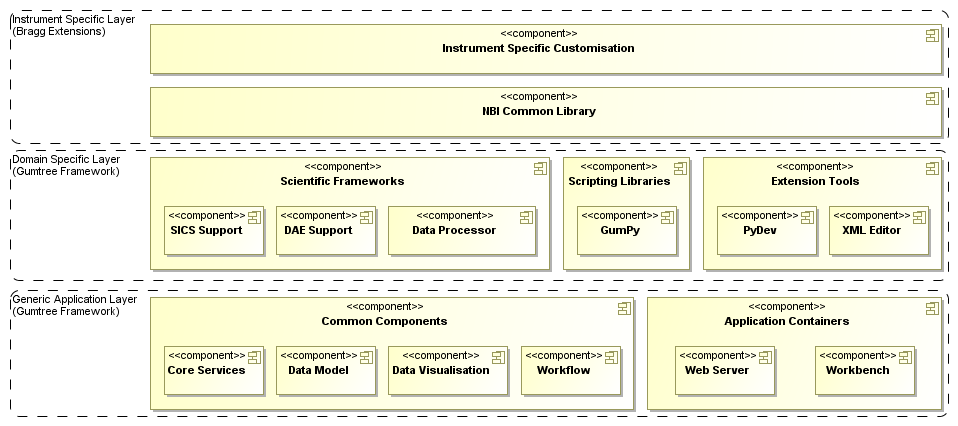 Instrument Specific Layer
(Bragg Extensions)
<<component>>
Instrument Specific Customisation
<<component>>
NBI Common Library
Domain Specific Layer
(Gumtree Framework)
<<component>>
Scientific Frameworks
<<component>>
SICS Support
<<component>>
DAE Support
<<component>>
Data Processor
<<component>>
Scripting Libraries
<<component>>
GumPy
<<component>>
Extension Tools
<<component>>
PyDev
<<component>>
XML Editor
Generic Application Layer
(Gumtree Framework)
<<component>>
Common Components
<<component>>
Core Services
<<component>>
Data Model
<<component>>
Data Visualisation
<<component>>
Workflow
<<component>>
Application Containers
<<component>>
Web Server
<<component>>
Workbench